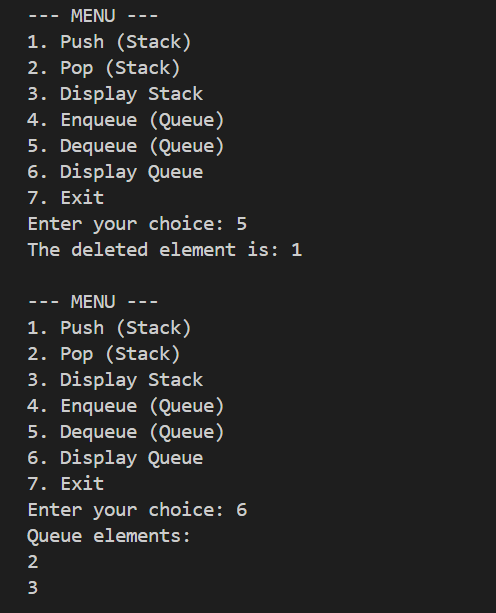 --- MENU ---
1. Push (Stack)
2. Pop (Stack)
3. Display Stack
4. Enqueue (Queue)
5. Dequeue (Queue)
6. Display Queue
7. Exit
Enter your choice: 5
The deleted element is: 1

--- MENU ---
1. Push (Stack)
2. Pop (Stack)
3. Display Stack
4. Enqueue (Queue)
5. Dequeue (Queue)
6. Display Queue
7. Exit
Enter your choice: 6
Queue elements:
2
3